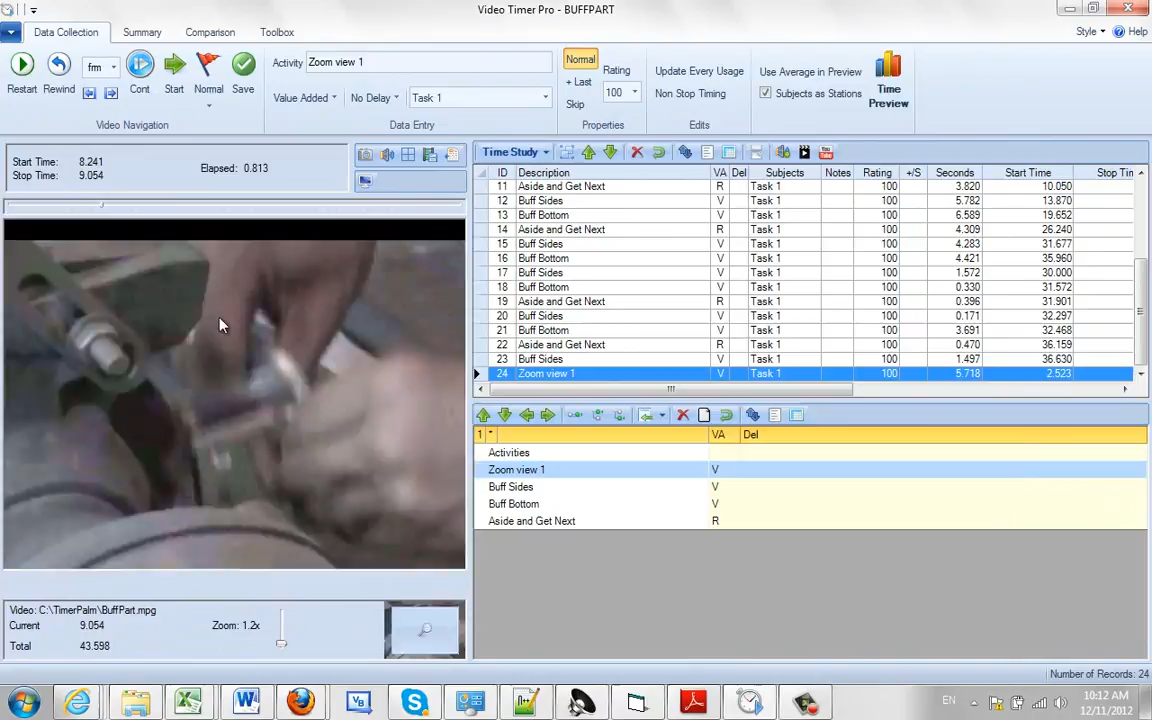 Video Timer Pro - BUFFPART
Data Collection Summary Comparison Toolbox Style Help
Restart Rewind fm Cont Start Normal Save
Video Navigation
Activity Zoom view 1
Value Added No Delay Task 1
Data Entry
Normal
+ Last
Skip
Rating
100
Properties
Update Every Usage
Non Stop Timing
Edits
Use Average in Preview
Subjects as Stations
Time
Preview
Start Time: 8.241
Stop Time: 9.054
Elapsed: 0.813
Time Study
ID Description VA Del Subjects Notes Rating +/S Seconds Start Time Stop Tin
11 Aside and Get Next R Task 1 100 3.820 10.050
12 Buff Sides V Task 1 100 5.782 13.870
13 Buff Bottom V Task 1 100 6.589 19.652
14 Aside and Get Next R Task 1 100 4.309 26.240
15 Buff Sides V Task 1 100 4.283 31.677
16 Buff Bottom V Task 1 100 4.421 35.960
17 Buff Sides V Task 1 100 1.572 30.000
18 Buff Bottom V Task 1 100 0.330 31.572
19 Aside and Get Next R Task 1 100 0.396 31.901
20 Buff Sides V Task 1 100 0.171 32.297
21 Buff Bottom V Task 1 100 3.691 32.468
22 Aside and Get Next R Task 1 100 0.470 36.159
23 Buff Sides V Task 1 100 1.497 36.630
24 Zoom view 1 V Task 1 100 5.718 2.523
1 * VA Del
Activities
Zoom view 1 V
Buff Sides V
Buff Bottom V
Aside and Get Next R
Video: C:\TimerPalm\BuffPart.mpg
Current 9.054 Zoom: 1.2x
Total 43.598
Number of Records: 24
EN
10:12 AM
12/11/2012